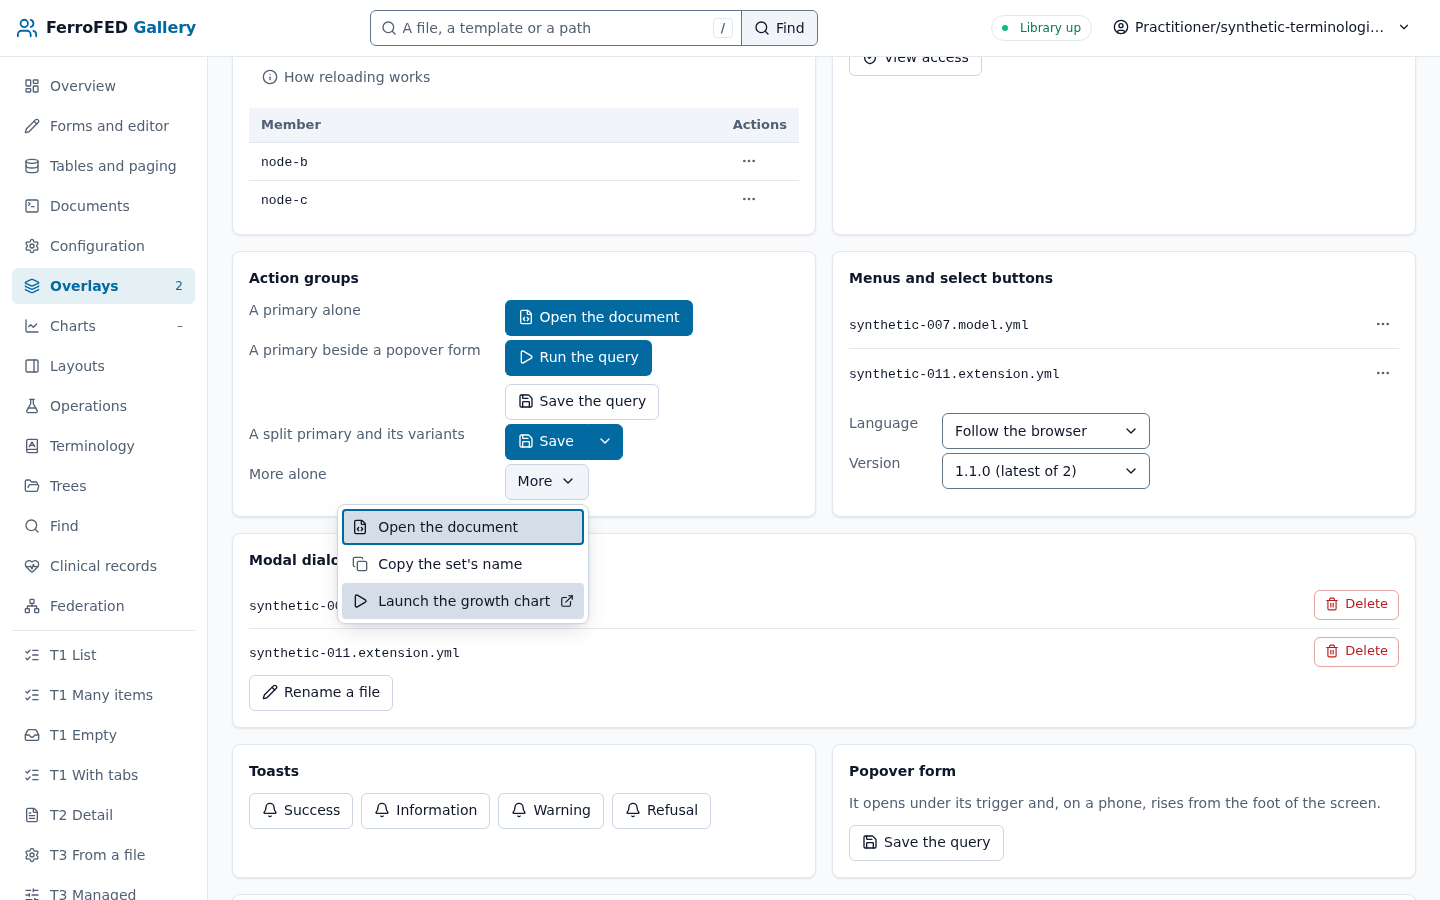 FerroFED Gallery
A file, a template or a path
/
Find
Library up
Practitioner/synthetic-terminologi...
Overview
Forms and editor
Tables and paging
Documents
Configuration
Overlays 2
Charts –
Layouts
Operations
Terminology
Trees
Find
Clinical records
Federation
T1 List
T1 Many items
T1 Empty
T1 With tabs
T2 Detail
T3 From a file
T3 Managed
How reloading works
Member Actions
node-b
node-c
View access
Action groups
A primary alone
Open the document
A primary beside a popover form
Run the query
Save the query
A split primary and its variants
Save
More alone
More
Open the document
Copy the set's name
Launch the growth chart
Menus and select buttons
synthetic-007.model.yml
synthetic-011.extension.yml
Language
Follow the browser
Version
1.1.0 (latest of 2)
Modal dialo
synthetic-00
Delete
synthetic-011.extension.yml
Delete
Rename a file
Toasts
Success
Information
Warning
Refusal
Popover form
It opens under its trigger and, on a phone, rises from the foot of the screen.
Save the query